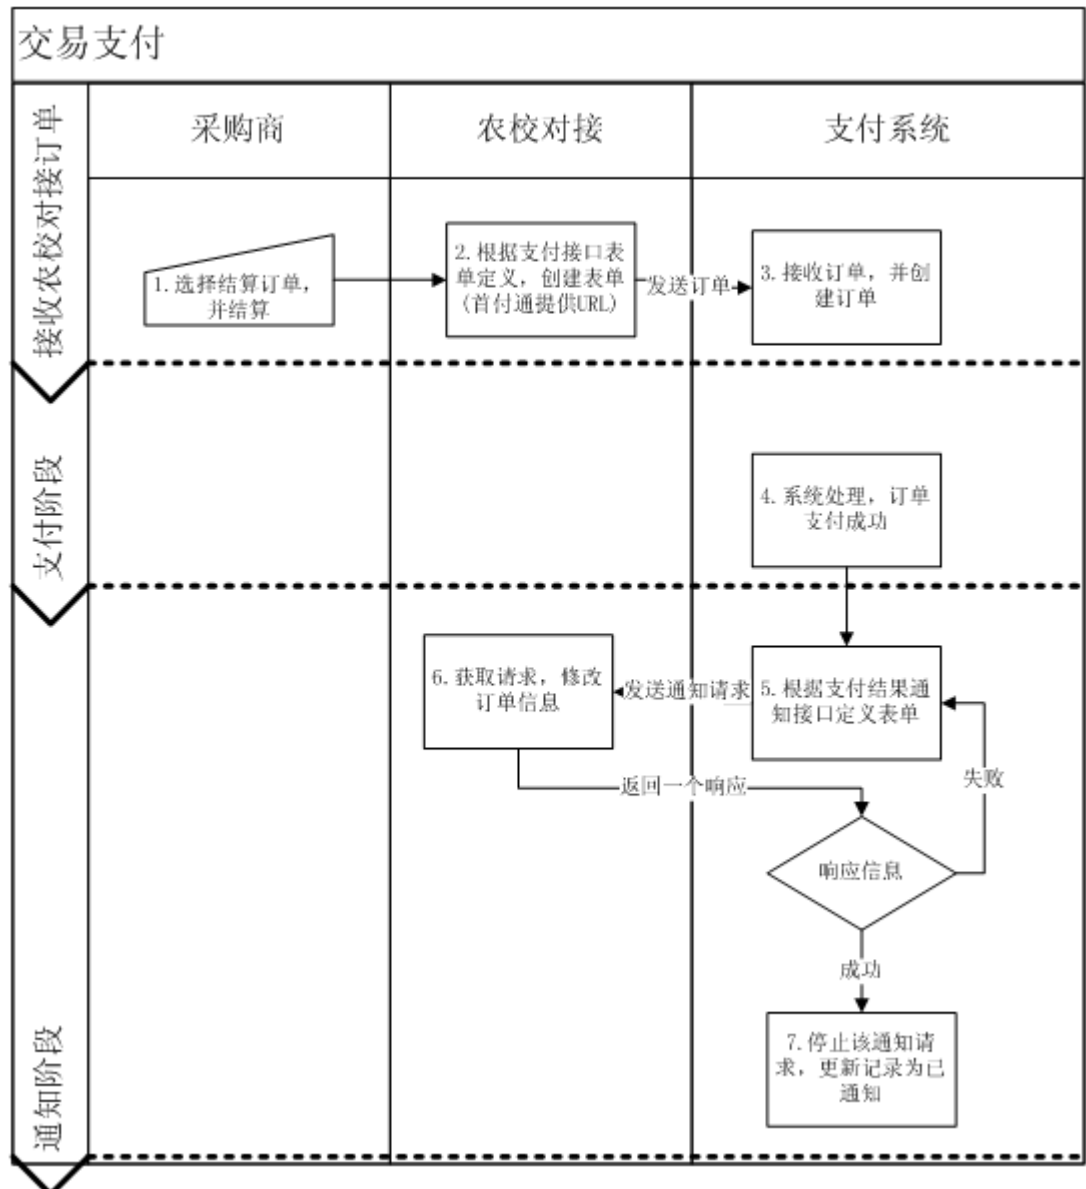 交易支付
采购商
农校对接
支付系统
接收农校对接订单
1.选择结算订单，
并结算
2.根据支付接口表
单定义，创建表单
(首付通提供URL)
发送订单
3.接收订单，并创
建订单
支付阶段
4.系统处理，订单
支付成功
通知阶段
6.获取请求，修改
订单信息
发送通知请求
5.根据支付结果通
知接口定义表单
返回一个响应
失败
响应信息
成功
7.停止该通知请
求，更新记录为已
通知